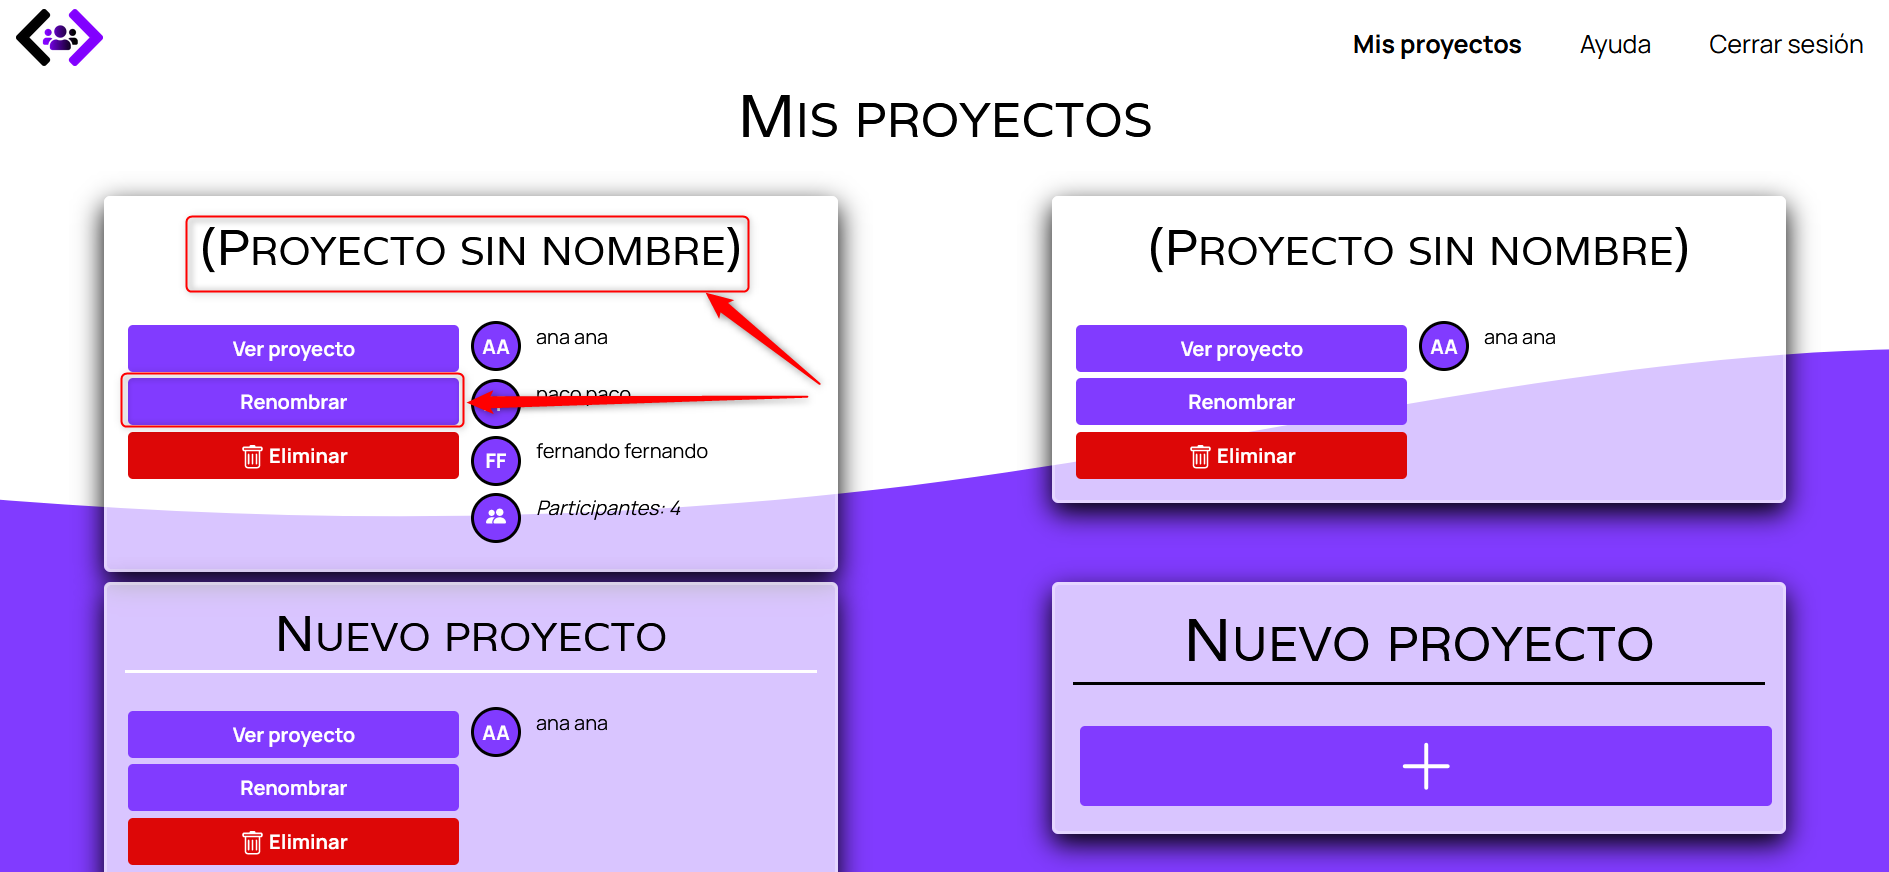 Mis proyectos Ayuda Cerrar sesión
Mis proyectos
(Proyecto sin nombre)
Ver proyecto
Renombrar
Eliminar
AA ana ana
paco paco
FF fernando fernando
Participantes: 4
(Proyecto sin nombre)
Ver proyecto
Renombrar
Eliminar
AA ana ana
Nuevo proyecto
Ver proyecto
Renombrar
Eliminar
AA ana ana
Nuevo proyecto